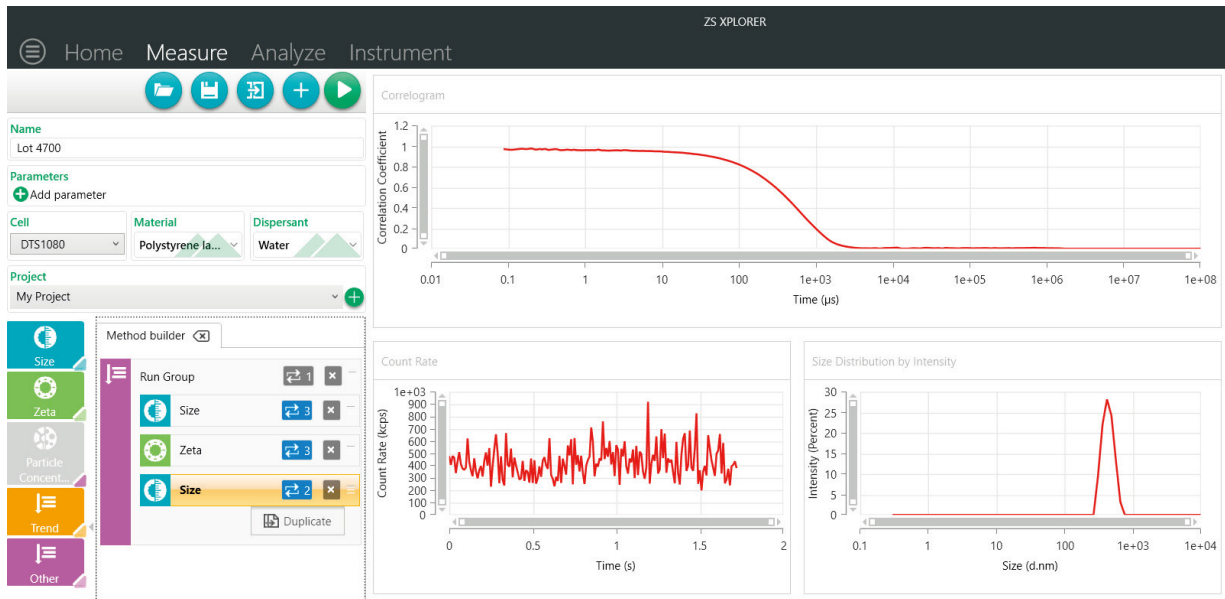 ZS XPLORER
Home Measure Analyze Instrument
Name
Lot 4700
Parameters
Add parameter
Cell Material Dispersant
DTS1080 Polystyrene la... Water
Project
My Project
Size
Zeta
Particle
Concent...
Trend
Other
Method builder
Run Group 1
Size 3
Zeta 3
Size 2
Duplicate
Correlogram
Correlation Coefficient
1.2
1
0.8
0.6
0.4
0.2
0
0.01 0.1 1 10 100 1e+03 1e+04 1e+05 1e+06 1e+07 1e+08
Time (µs)
Count Rate
Count Rate (kcps)
1e+03
900
800
700
600
500
400
300
200
100
0
0 0.5 1 1.5 2
Time (s)
Size Distribution by Intensity
Intensity (Percent)
30
25
20
15
10
5
0
0.1 1 10 100 1e+03 1e+04
Size (d.nm)